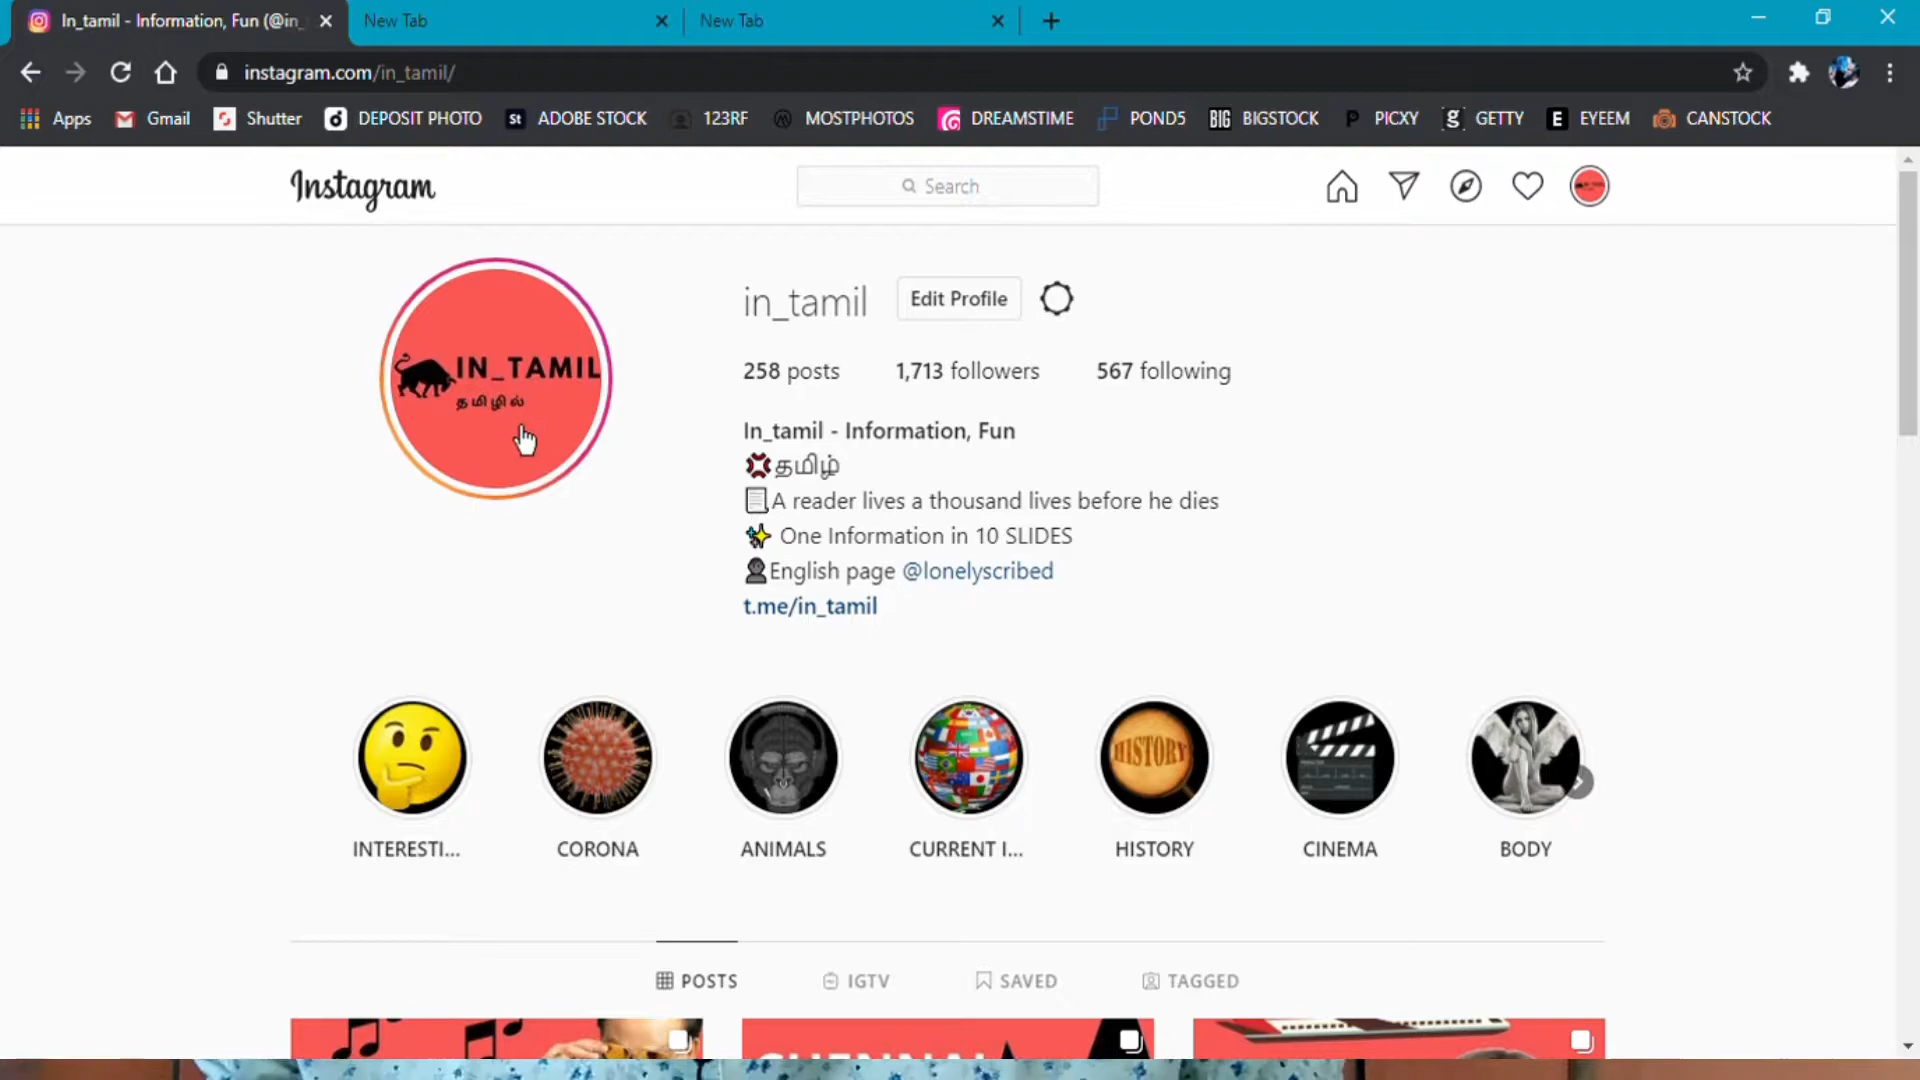 In_tamil - Information, Fun (@in_
New Tab
New Tab
instagram.com/in_tamil/
Apps
Gmail
Shutter
DEPOSIT PHOTO
St ADOBE STOCK
123RF
MOSTPHOTOS
DREAMSTIME
POND5
BIG BIGSTOCK
P PICXY
g GETTY
E EYEEM
CANSTOCK
Instagram
Search
IN_TAMIL
தமிழில்
in_tamil
Edit Profile
258 posts
1,713 followers
567 following
In_tamil - Information, Fun
தமிழ்
A reader lives a thousand lives before he dies
One Information in 10 SLIDES
English page @lonelyscribed
t.me/in_tamil
HISTORY
INTERESTI...
CORONA
ANIMALS
CURRENT I...
HISTORY
CINEMA
BODY
POSTS
IGTV
SAVED
TAGGED
CHENNAI